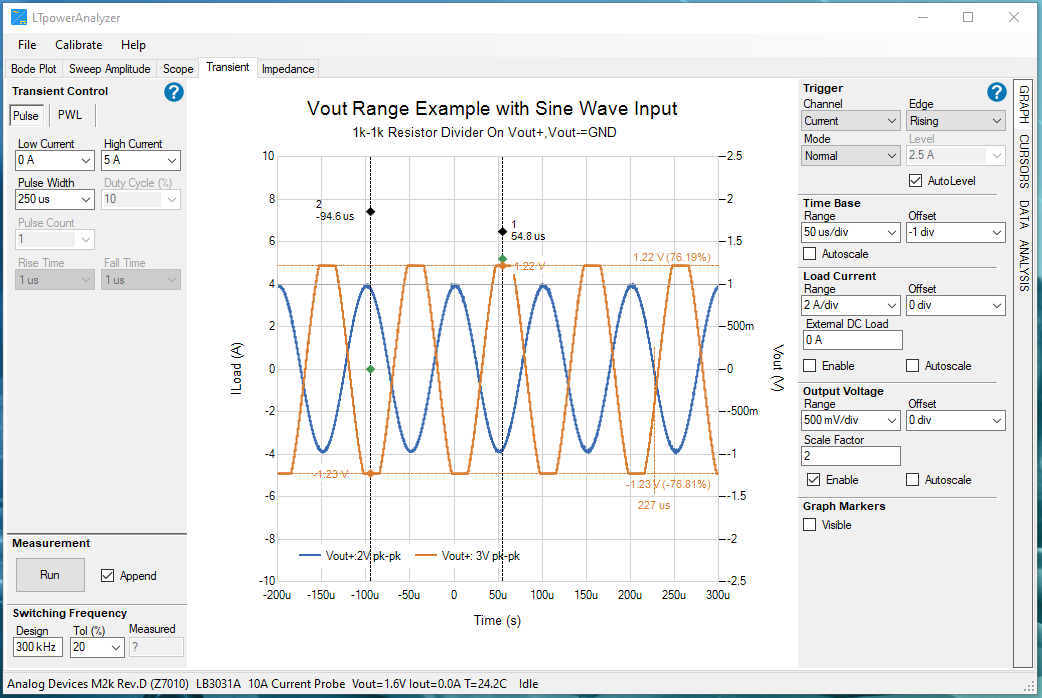 LTpowerAnalyzer
File Calibrate Help
Bode Plot Sweep Amplitude Scope Transient Impedance
Transient Control ?
Pulse PWL
Low Current High Current
0 A 5 A
Pulse Width Duty Cycle (%)
250 us 10
Pulse Count
1
Rise Time Fall Time
1 us 1 us
Measurement
Run Append
Switching Frequency
Design Tol (%) Measured
300 kHz 20 ?
Vout Range Example with Sine Wave Input
1k-1k Resistor Divider On Vout+,Vout-=GND
10
8
6
4
2
0
-2
-4
-6
-8
-10
ILoad (A)
2
-94.6 us
1
54.8 us
1.22 V
1.22 V (76.19%)
-1.23 V
-1.23 V (-76.81%)
227 us
Vout+:2V pk-pk Vout+: 3V pk-pk
2.5
2
1.5
1
500m
0
-500m
-1
-1.5
-2
-2.5
Vout (V)
-200u -150u -100u -50u 0 50u 100u 150u 200u 250u 300u
Time (s)
Trigger ?
Channel Edge
Current Rising
Mode Level
Normal 2.5 A
AutoLevel
Time Base
Range Offset
50 us/div -1 div
Autoscale
Load Current
Range Offset
2 A/div 0 div
External DC Load
0 A
Enable Autoscale
Output Voltage
Range Offset
500 mV/div 0 div
Scale Factor
2
Enable Autoscale
Graph Markers
Visible
GRAPH CURSORS DATA ANALYSIS
Analog Devices M2k Rev.D (Z7010) LB3031A 10A Current Probe Vout=1.6V Iout=0.0A T=24.2C Idle